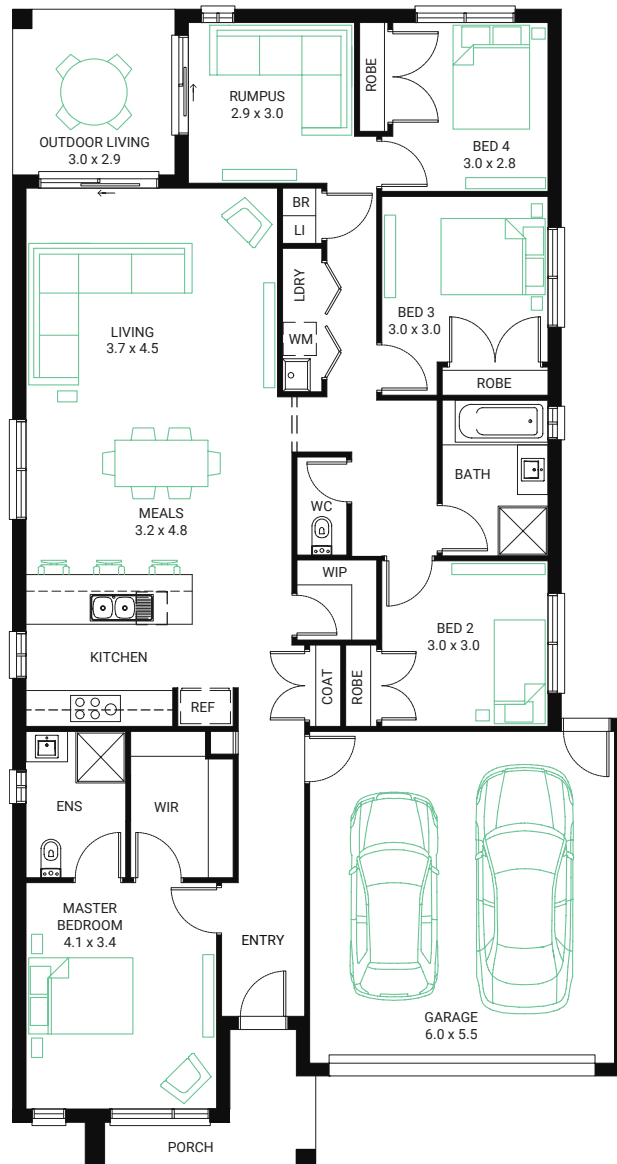 RUMPUS
2.9 x 3.0
ROBE
OUTDOOR LIVING
3.0 x 2.9
BED 4
3.0 x 2.8
BR
LI
LDRY
WM
BED 3
3.0 x 3.0
ROBE
LIVING
3.7 x 4.5
BATH
MEALS
3.2 x 4.8
WC
WIP
BED 2
3.0 x 3.0
KITCHEN
COAT
ROBE
REF
ENS
WIR
MASTER
BEDROOM
4.1 x 3.4
ENTRY
GARAGE
6.0 x 5.5
PORCH